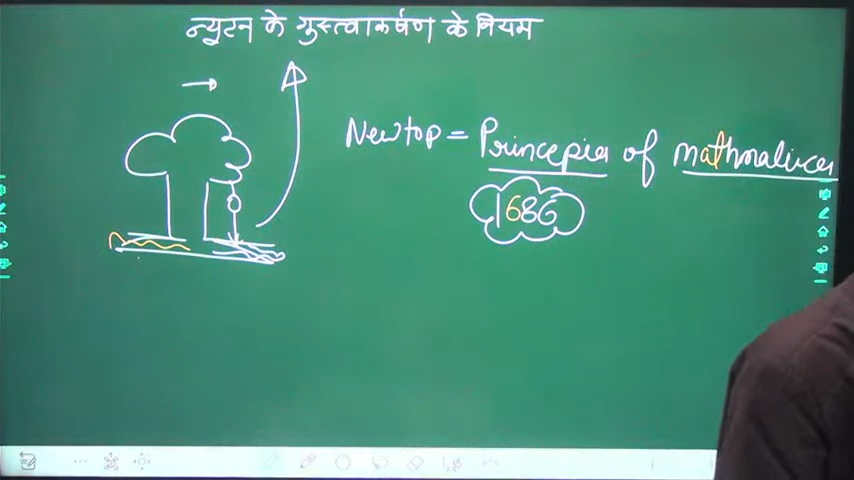 न्यूटन के गुरुत्वाकर्षण के नियम
Newtop = Princepia of mathmalica
1686